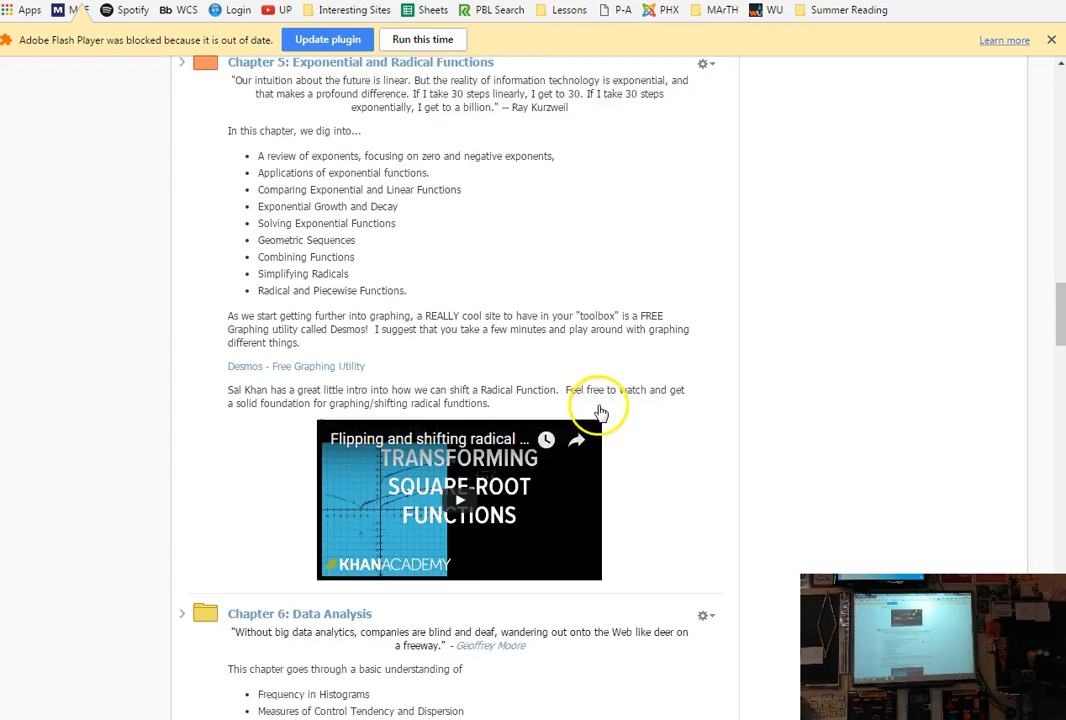 Apps Spotify Bb WCS Login UP Interesting Sites Sheets PBL Search Lessons P-A PHX MArTH WU Summer Reading
Adobe Flash Player was blocked because it is out of date. Update plugin Run this time Learn more
Chapter 5: Exponential and Radical Functions
"Our intuition about the future is linear. But the reality of information technology is exponential, and
that makes a profound difference. If I take 30 steps linearly, I get to 30. If I take 30 steps
exponentially, I get to a billion." -- Ray Kurzweil
In this chapter, we dig into...
• A review of exponents, focusing on zero and negative exponents,
• Applications of exponential functions.
• Comparing Exponential and Linear Functions
• Exponential Growth and Decay
• Solving Exponential Functions
• Geometric Sequences
• Combining Functions
• Simplifying Radicals
• Radical and Piecewise Functions.
As we start getting further into graphing, a REALLY cool site to have in your "toolbox" is a FREE
Graphing utility called Desmos! I suggest that you take a few minutes and play around with graphing
different things.
Desmos - Free Graphing Utility
Sal Khan has a great little intro into how we can shift a Radical Function. Feel free to watch and get
a solid foundation for graphing/shifting radical fundtions.
Flipping and shifting radical ...
TRANSFORMING
SQUARE-ROOT
FUNCTIONS
KHANACADEMY
Chapter 6: Data Analysis
"Without big data analytics, companies are blind and deaf, wandering out onto the Web like deer on
a freeway." - Geoffrey Moore
This chapter goes through a basic understanding of
• Frequency in Histograms
• Measures of Control Tendency and Dispersion